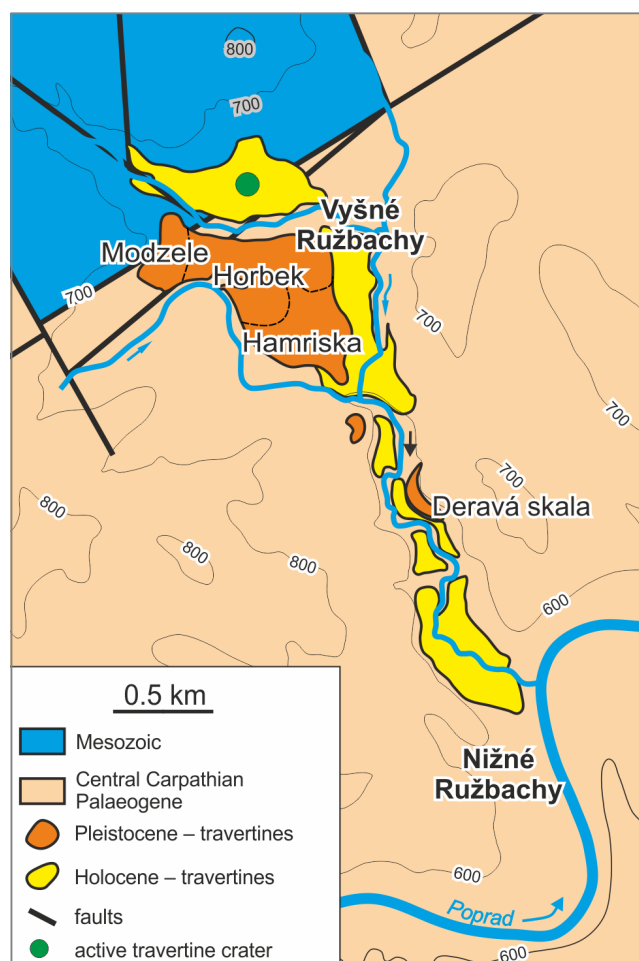 800
700
Vyšné
Ružbachy
Modzele
Horbek
700
Hamriska
700
700
700
Deravá skala
800
800
800
600
0.5 km
Mesozoic
Central Carpathian
Palaeogene
Pleistocene – travertines
Holocene – travertines
faults
active travertine crater
Nižné
Ružbachy
600
Poprad
600